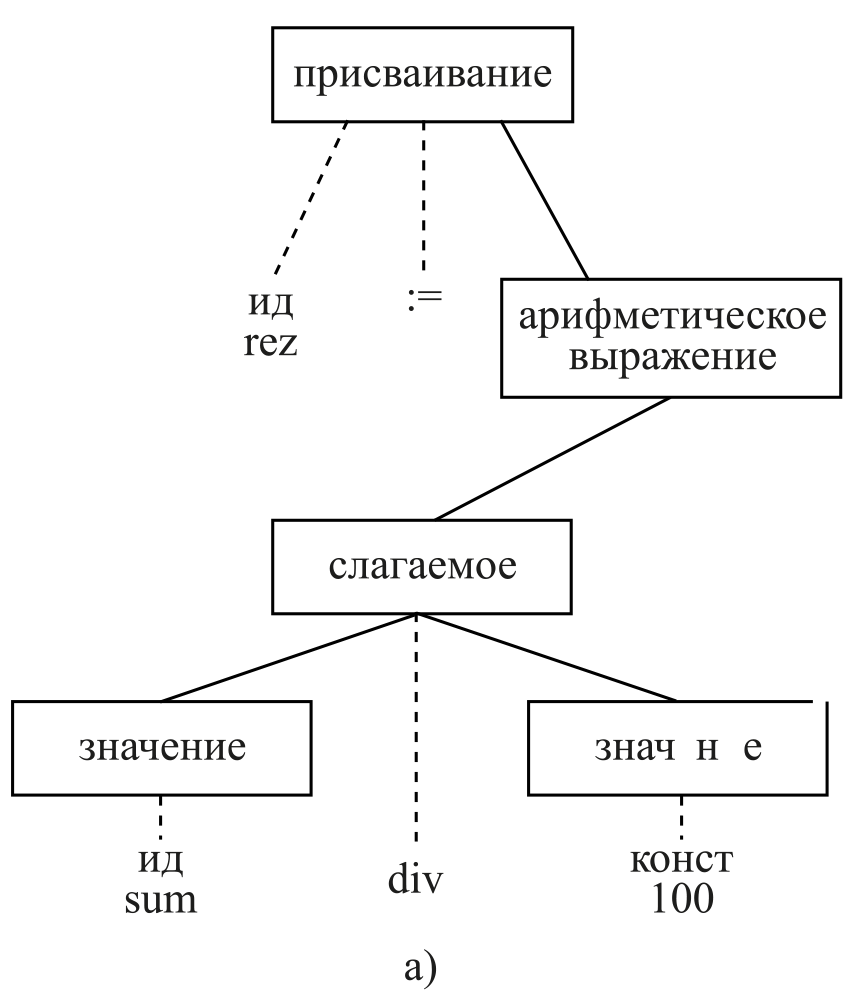 присваивание
ид
rez
:=
арифметическое
выражение
слагаемое
значение
знач н е
ид
sum
div
конст
100
а)